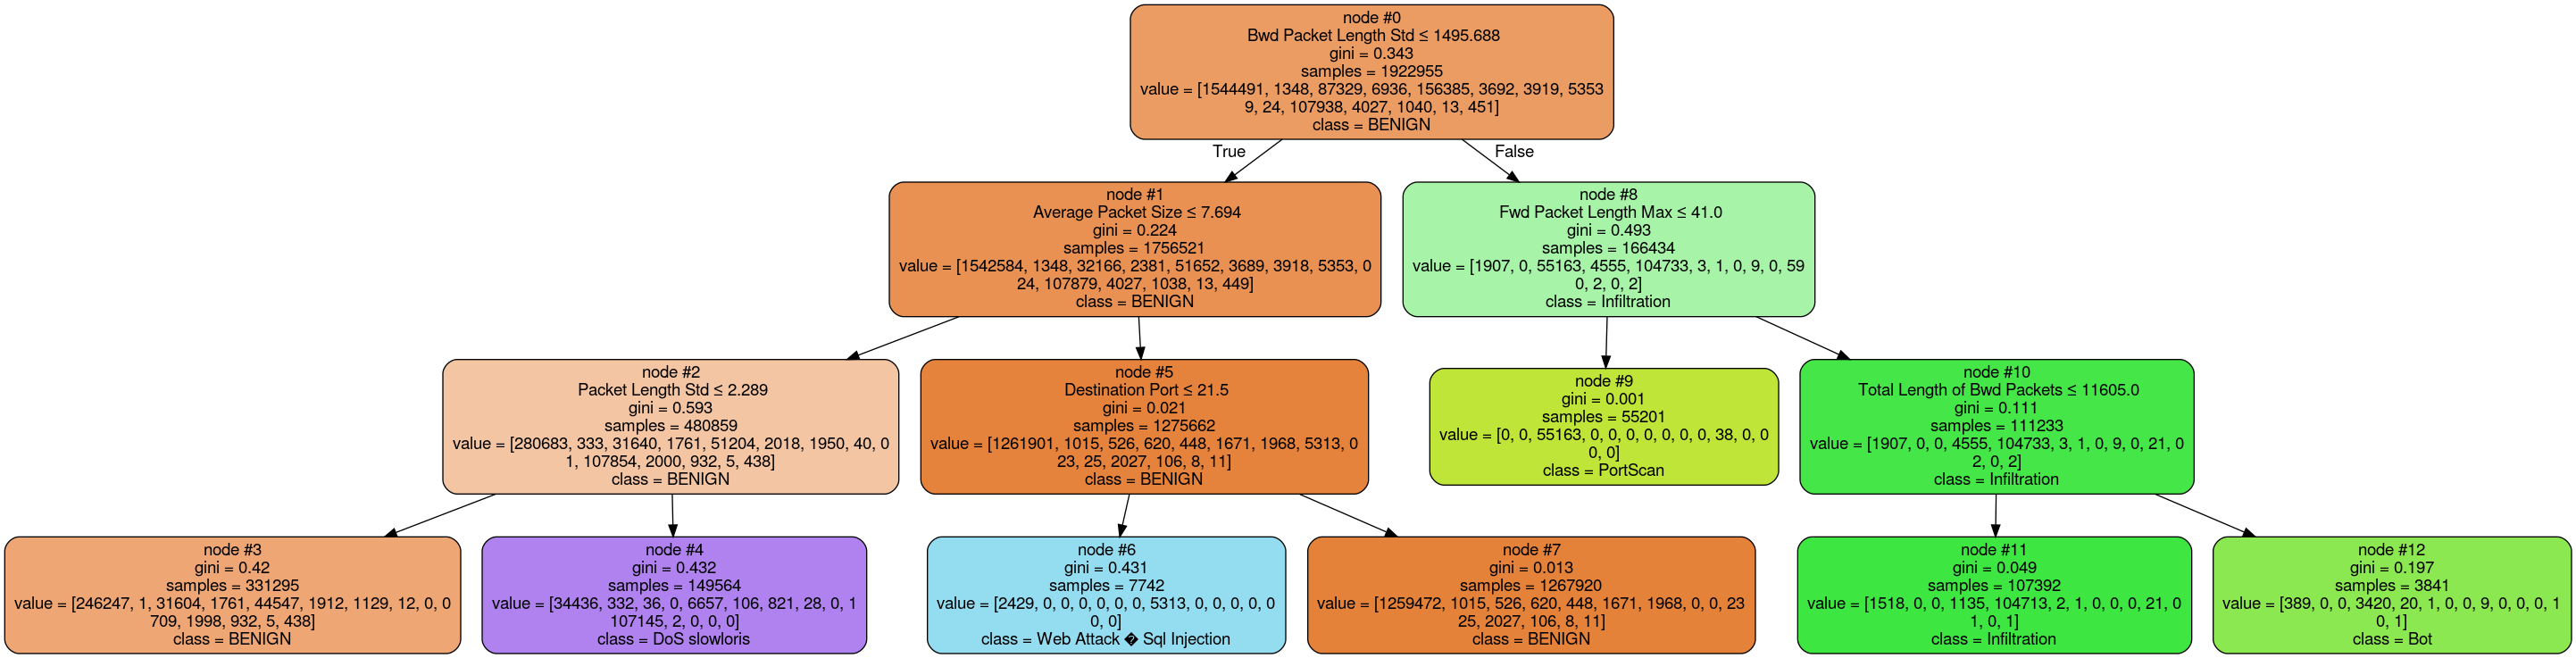 node #0
Bwd Packet Length Std ≤ 1495.688
gini = 0.343
samples = 1922955
value = [1544491, 1348, 87329, 6936, 156385, 3692, 3919, 5353
9, 24, 107938, 4027, 1040, 13, 451]
class = BENIGN
True
False
node #1
Average Packet Size ≤ 7.694
gini = 0.224
samples = 1756521
value = [1542584, 1348, 32166, 2381, 51652, 3689, 3918, 5353, 0
24, 107879, 4027, 1038, 13, 449]
class = BENIGN
node #8
Fwd Packet Length Max ≤ 41.0
gini = 0.493
samples = 166434
value = [1907, 0, 55163, 4555, 104733, 3, 1, 0, 9, 0, 59
0, 2, 0, 2]
class = Infiltration
node #2
Packet Length Std ≤ 2.289
gini = 0.593
samples = 480859
value = [280683, 333, 31640, 1761, 51204, 2018, 1950, 40, 0
1, 107854, 2000, 932, 5, 438]
class = BENIGN
node #5
Destination Port ≤ 21.5
gini = 0.021
samples = 1275662
value = [1261901, 1015, 526, 620, 448, 1671, 1968, 5313, 0
23, 25, 2027, 106, 8, 11]
class = BENIGN
node #9
gini = 0.001
samples = 55201
value = [0, 0, 55163, 0, 0, 0, 0, 0, 0, 0, 38, 0, 0
0, 0]
class = PortScan
node #10
Total Length of Bwd Packets ≤ 11605.0
gini = 0.111
samples = 111233
value = [1907, 0, 0, 4555, 104733, 3, 1, 0, 9, 0, 21, 0
2, 0, 2]
class = Infiltration
node #3
gini = 0.42
samples = 331295
value = [246247, 1, 31604, 1761, 44547, 1912, 1129, 12, 0, 0
709, 1998, 932, 5, 438]
class = BENIGN
node #4
gini = 0.432
samples = 149564
value = [34436, 332, 36, 0, 6657, 106, 821, 28, 0, 1
107145, 2, 0, 0, 0]
class = DoS slowloris
node #6
gini = 0.431
samples = 7742
value = [2429, 0, 0, 0, 0, 0, 0, 5313, 0, 0, 0, 0, 0
0, 0]
class = Web Attack � Sql Injection
node #7
gini = 0.013
samples = 1267920
value = [1259472, 1015, 526, 620, 448, 1671, 1968, 0, 0, 23
25, 2027, 106, 8, 11]
class = BENIGN
node #11
gini = 0.049
samples = 107392
value = [1518, 0, 0, 1135, 104713, 2, 1, 0, 0, 0, 21, 0
1, 0, 1]
class = Infiltration
node #12
gini = 0.197
samples = 3841
value = [389, 0, 0, 3420, 20, 1, 0, 0, 9, 0, 0, 0, 1
0, 1]
class = Bot